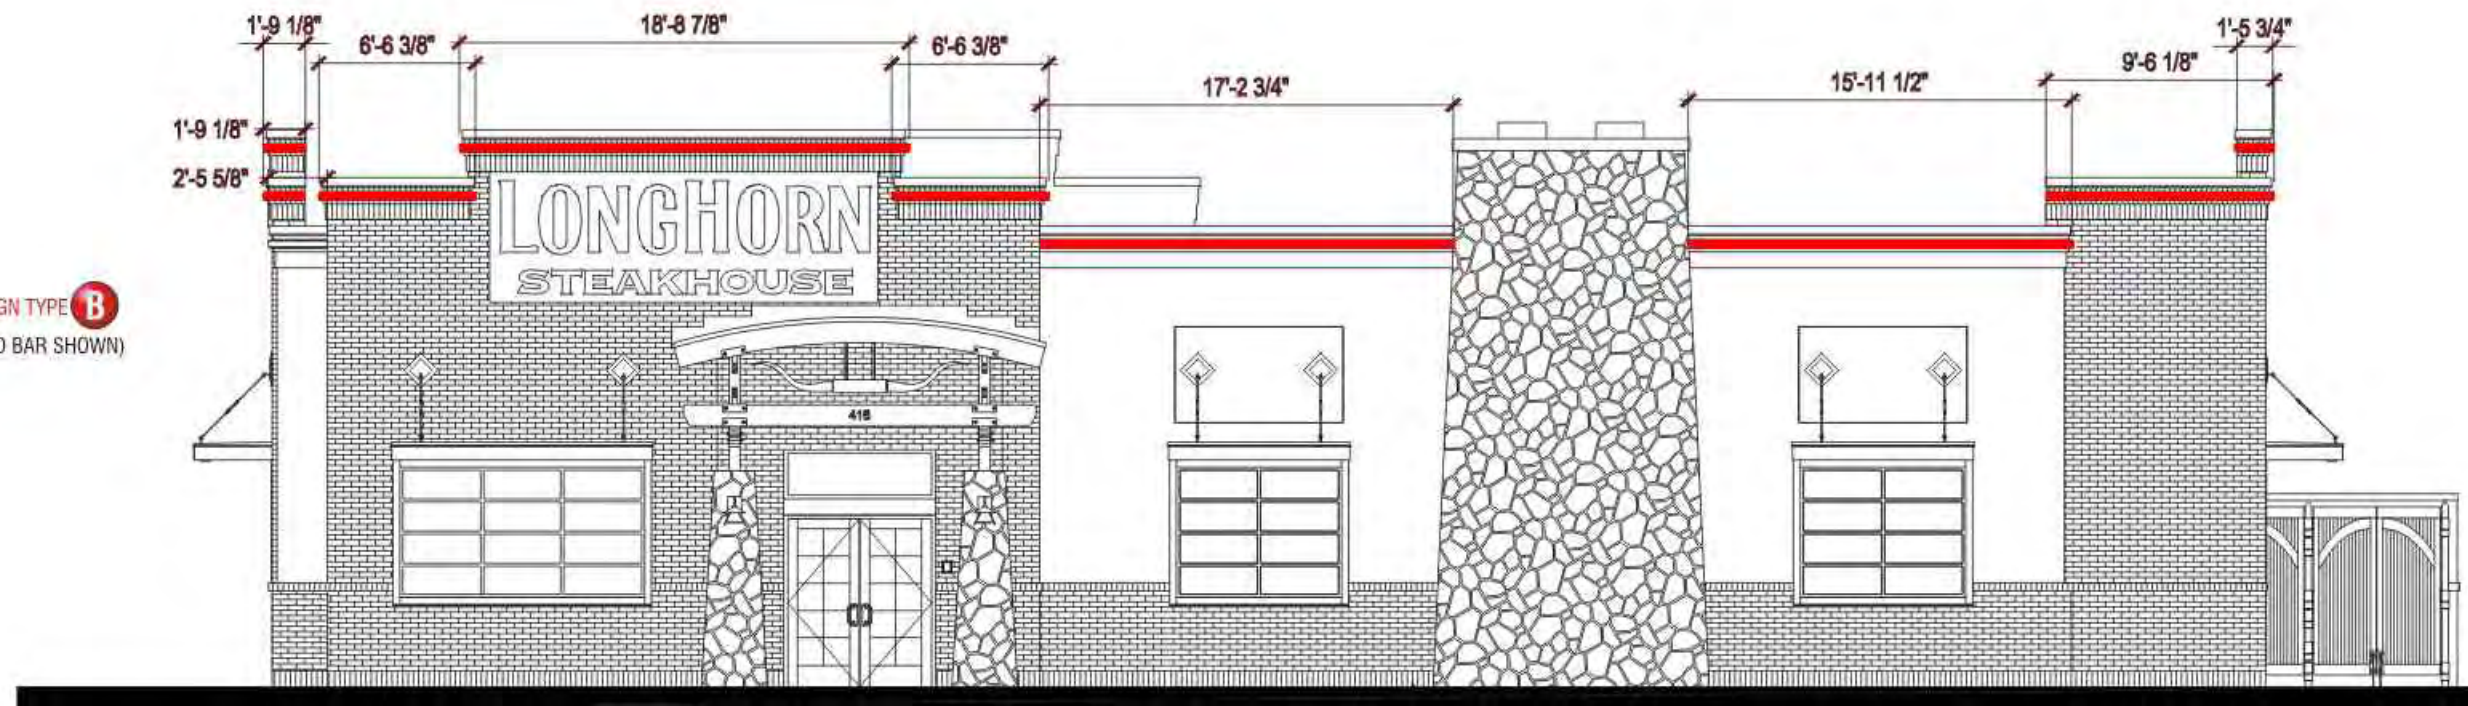 1'-9 1/8"
18'-8 7/8"
1'-5 3/4"
6'-6 3/8"
6'-6 3/8"
9'-6 1/8"
17'-2 3/4"
15'-11 1/2"
1'-9 1/8"
2'-5 5/8"
LONGHORN
STEAKHOUSE
GN TYPE B
D BAR SHOWN)
416